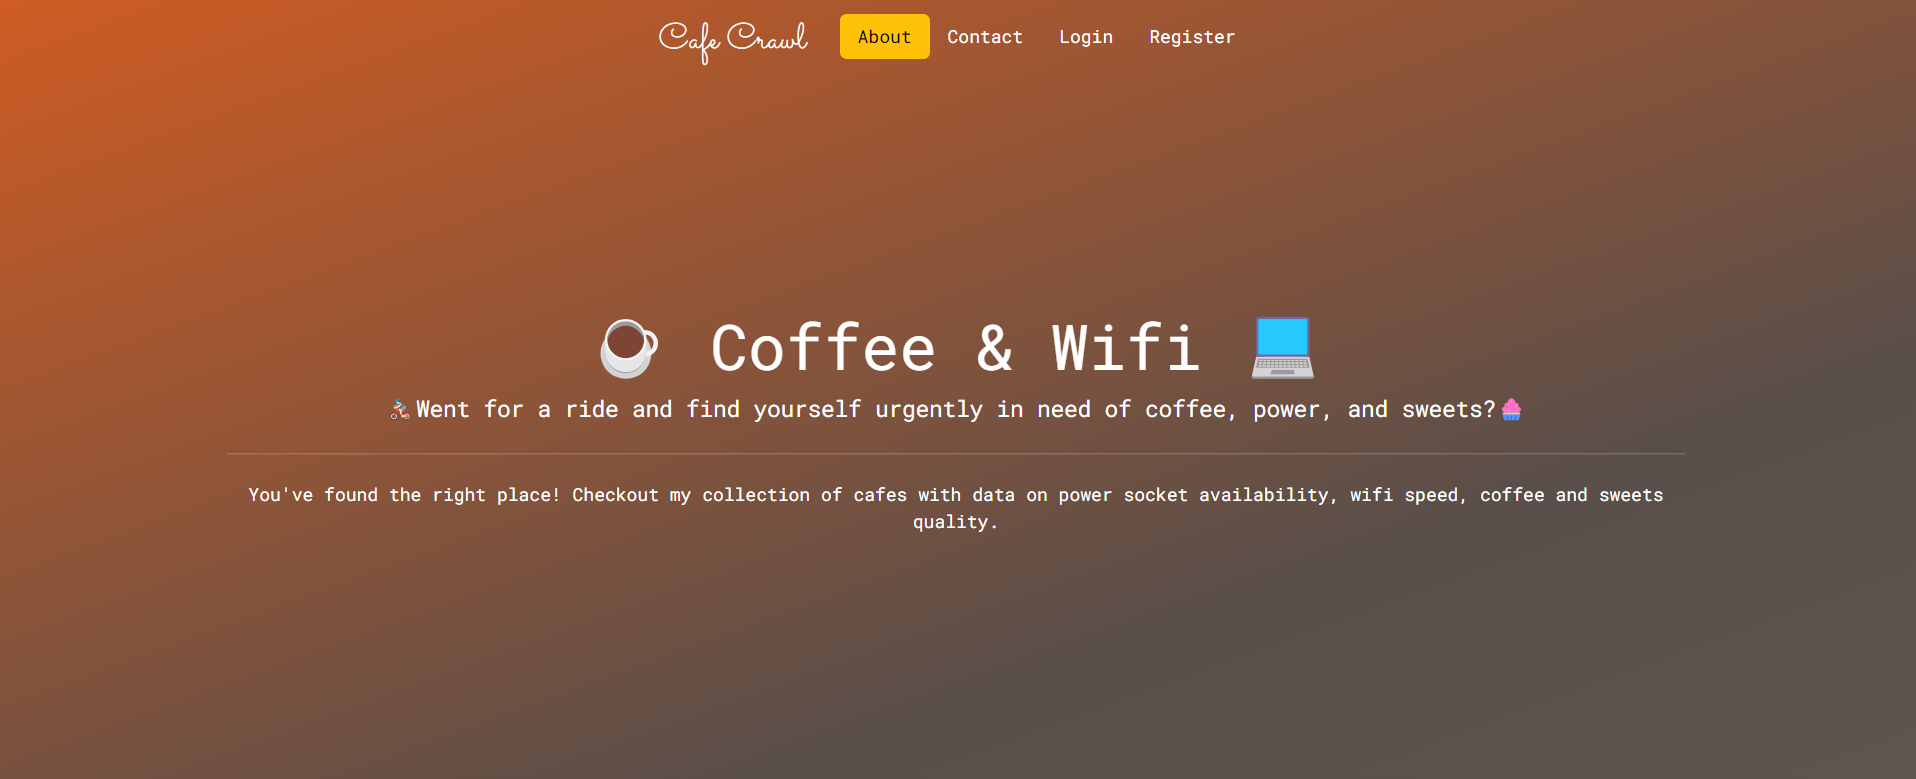 Cafe Crawl About Contact Login Register
☕ Coffee & Wifi 💻
🚴Went for a ride and find yourself urgently in need of coffee, power, and sweets?🧁
You've found the right place! Checkout my collection of cafes with data on power socket availability, wifi speed, coffee and sweets
quality.